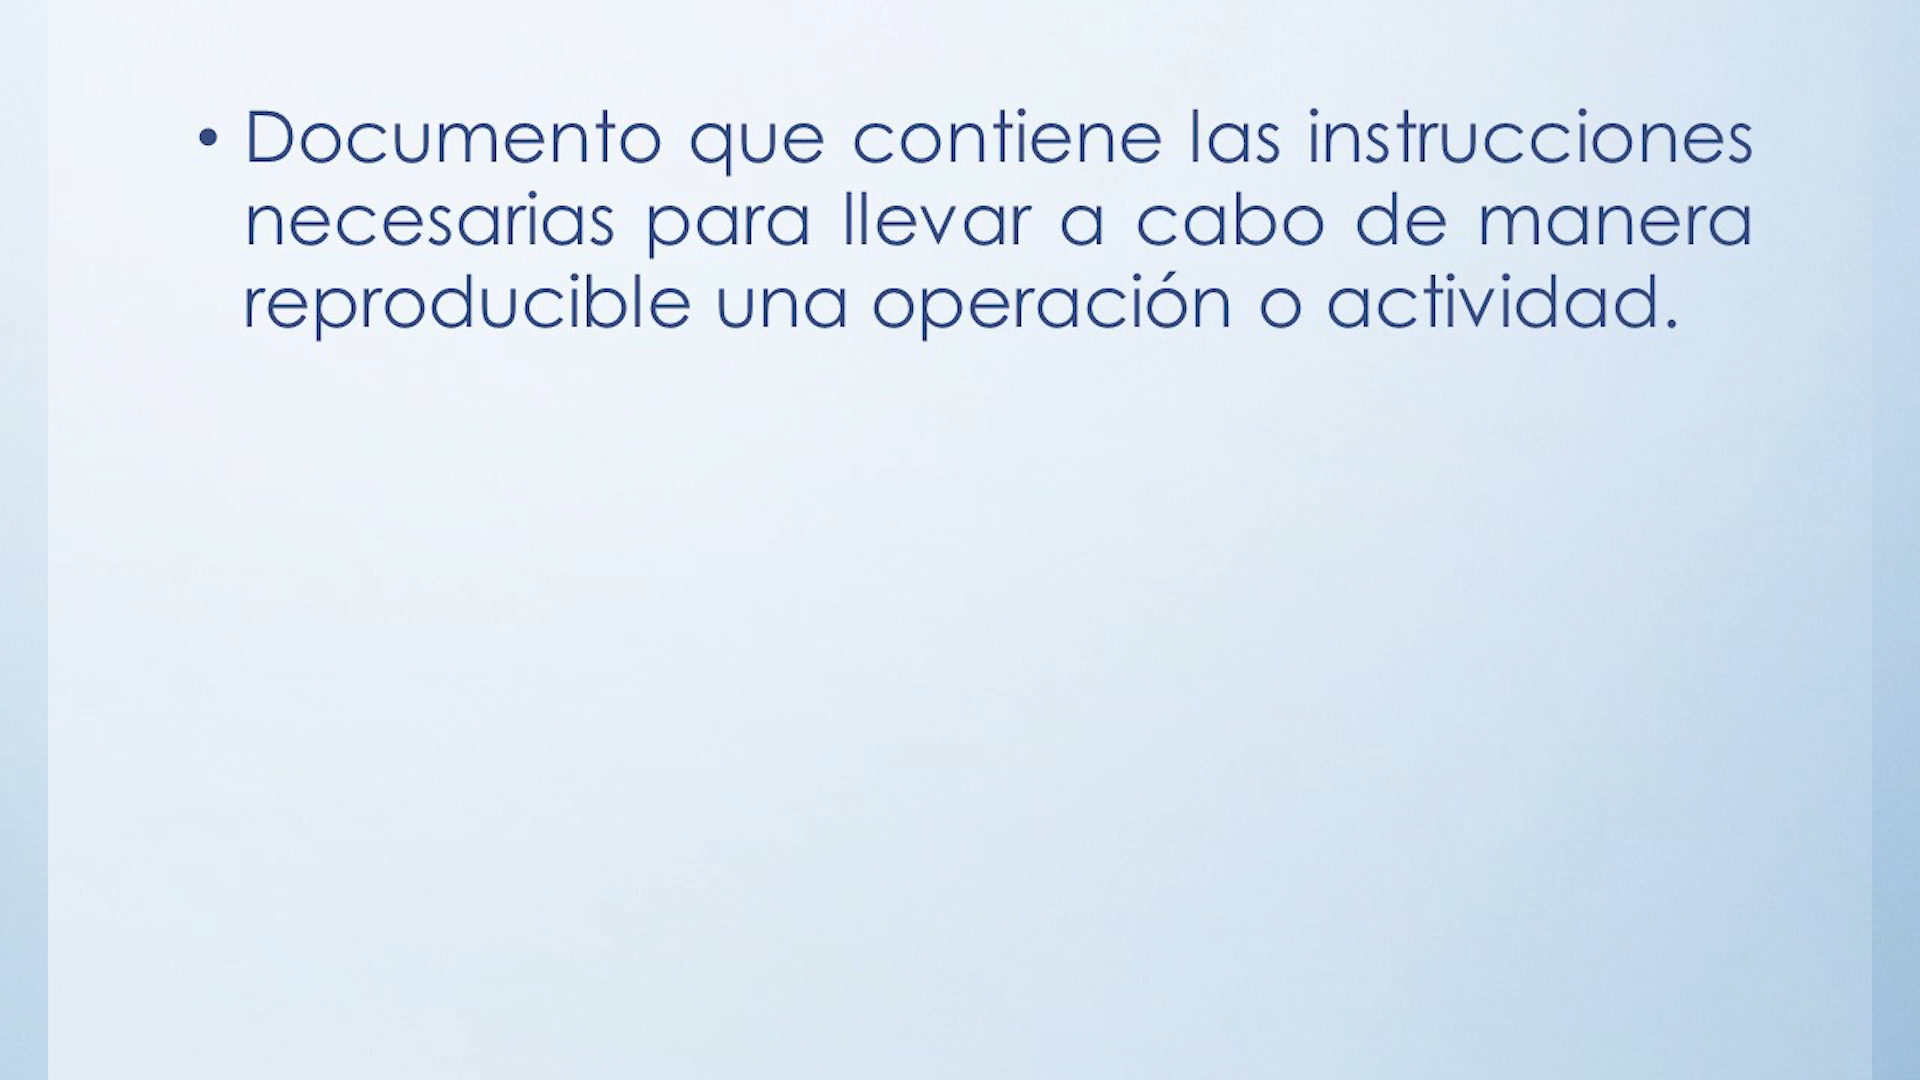 • Documento que contiene las instrucciones
necesarias para llevar a cabo de manera
reproducible una operación o actividad.